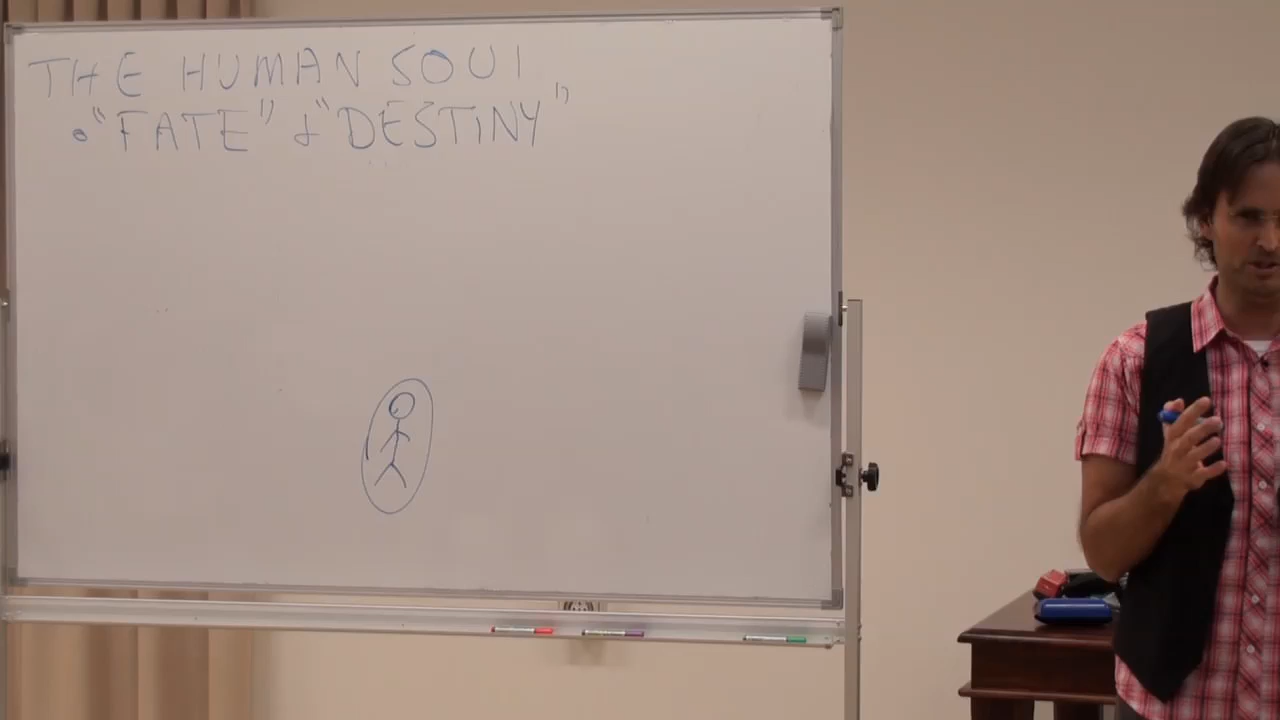 THE HUMAN SOUL
• "FATE" & "DESTINY"